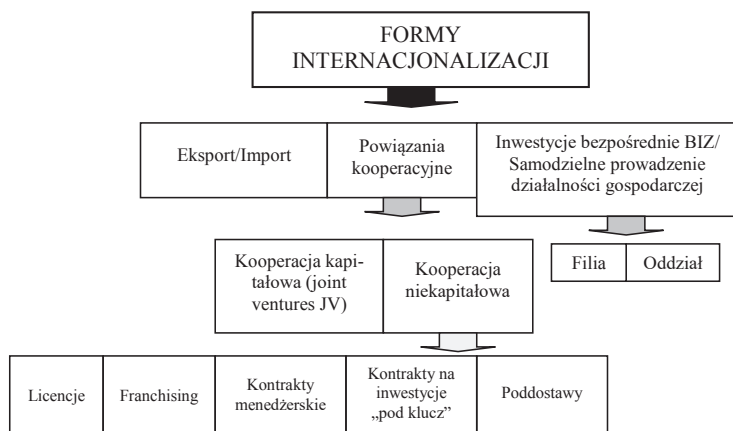 FORMY
INTERNACJONALIZACJI
Eksport/Import
Powiązania
kooperacyjne
Inwestycje bezpośrednie BIZ/
Samodzielne prowadzenie
działalności gospodarczej
Kooperacja kapi-
tałowa (joint
ventures JV)
Kooperacja
niekapitałowa
Filia
Oddział
Licencje
Franchising
Kontrakty
menedżerskie
Kontrakty na
inwestycje
„pod klucz”
Poddostawy